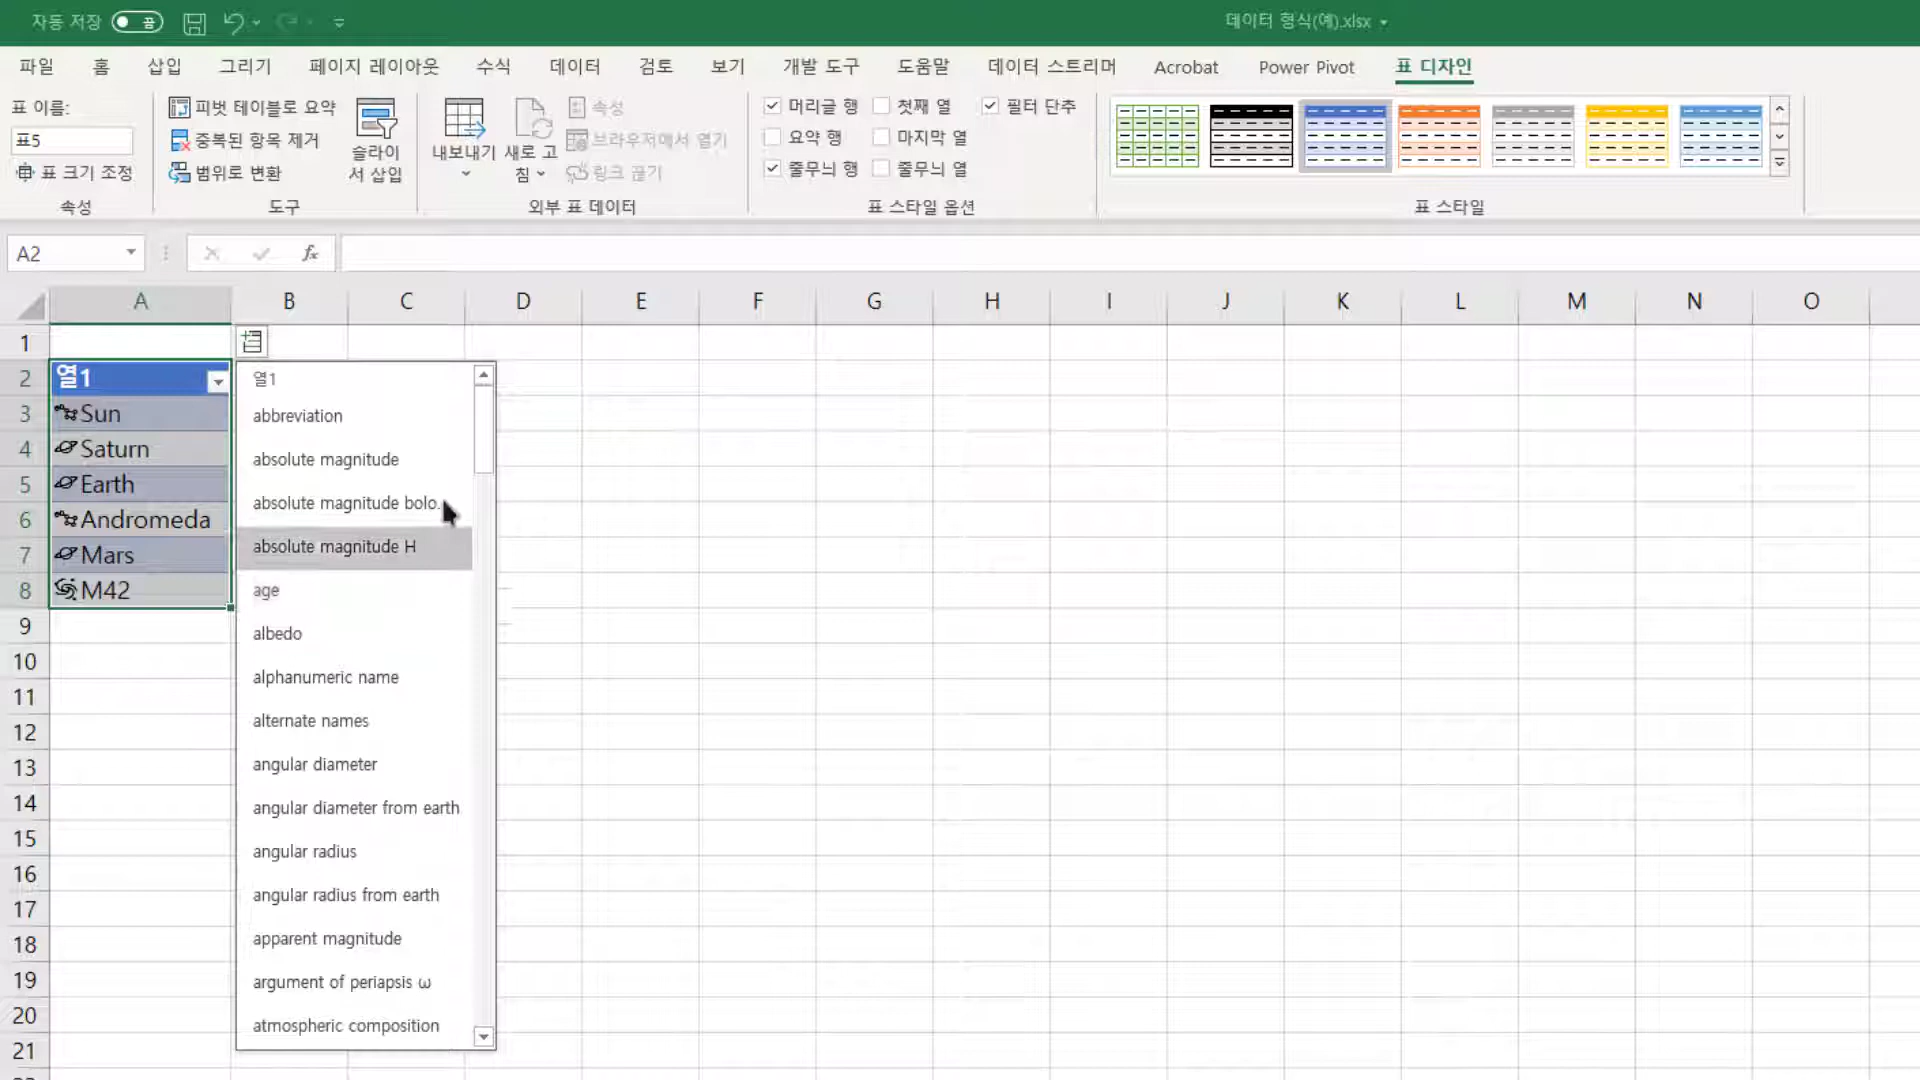 자동 저장 끔
데이터 형식(예).xlsx
파일 홈 삽입 그리기 페이지 레이아웃 수식 데이터 검토 보기 개발 도구 도움말 데이터 스트리머 Acrobat Power Pivot 표 디자인
표 이름:
표5
표 크기 조정
속성
피벗 테이블로 요약
중복된 항목 제거
범위로 변환
슬라이
서 삽입
도구
내보내기
새로 고
침
속성
브라우저에서 열기
링크 끊기
외부 표 데이터
머리글 행 첫째 열 필터 단추
요약 행 마지막 열
줄무늬 행 줄무늬 열
표 스타일 옵션
표 스타일
A2
fx
A B C D E F G H I J K L M N O
1
2 열1
3 Sun
4 Saturn
5 Earth
6 Andromeda
7 Mars
8 M42
9
10
11
12
13
14
15
16
17
18
19
20
21
열1
abbreviation
absolute magnitude
absolute magnitude bolo.
absolute magnitude H
age
albedo
alphanumeric name
alternate names
angular diameter
angular diameter from earth
angular radius
angular radius from earth
apparent magnitude
argument of periapsis ω
atmospheric composition